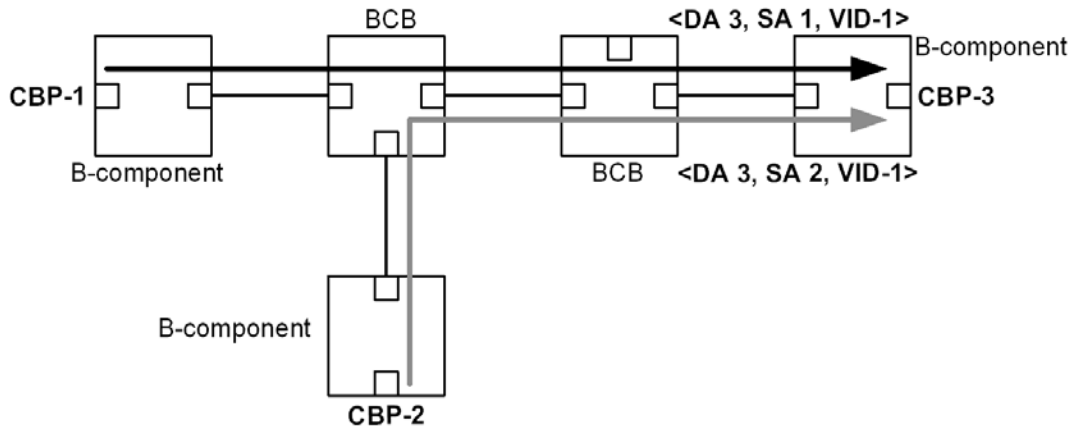 BCB
<DA 3, SA 1, VID-1>
B-component
CBP-1
CBP-3
B-component
BCB
<DA 3, SA 2, VID-1>
B-component
CBP-2